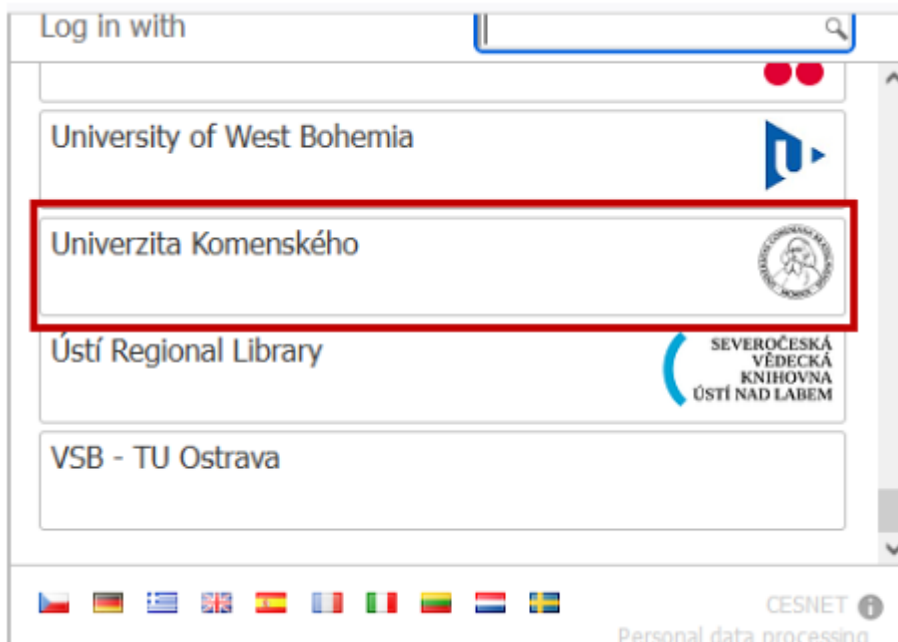 Log in with
University of West Bohemia
Univerzita Komenského
Ústí Regional Library
SEVEROČESKÁ
VĚDECKÁ
KNIHOVNA
ÚSTÍ NAD LABEM
VSB - TU Ostrava
CESNET
Personal data processing